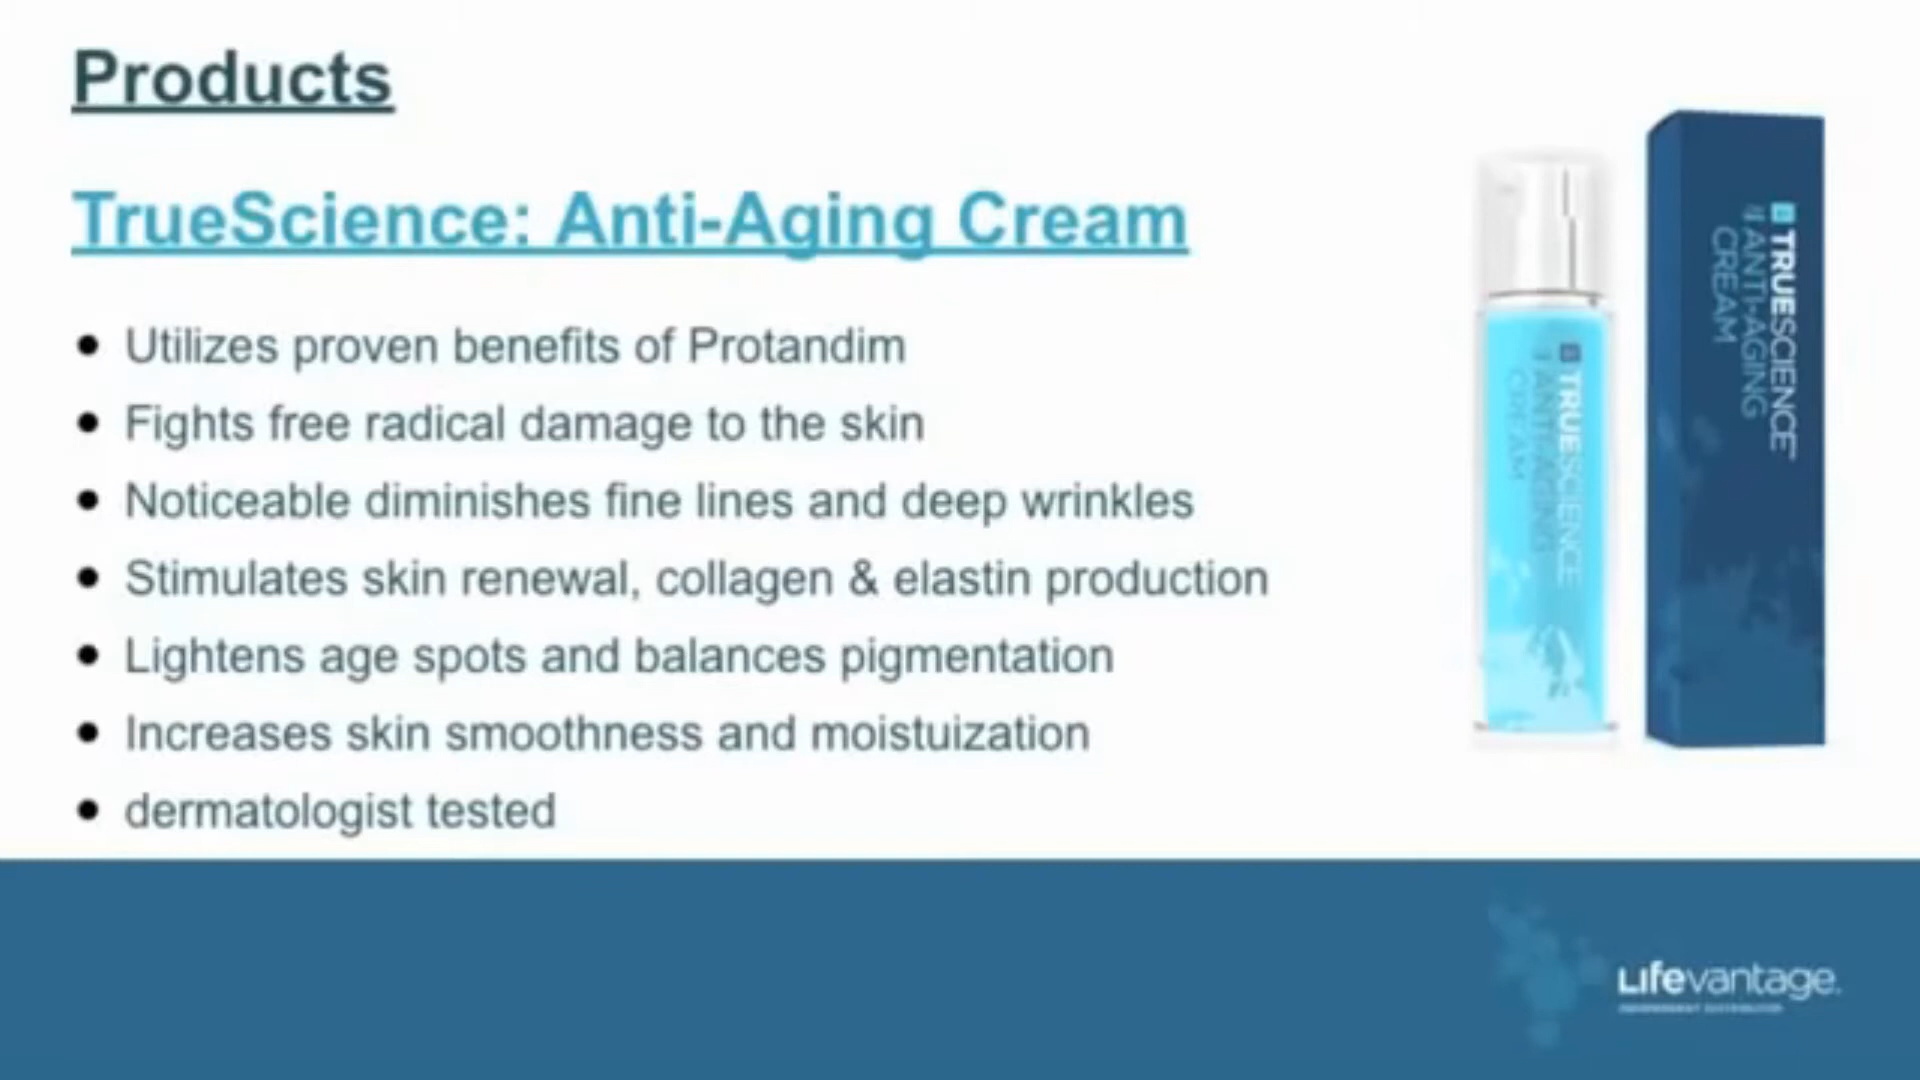 Products
TrueScience: Anti-Aging Cream
● Utilizes proven benefits of Protandim
● Fights free radical damage to the skin
● Noticeable diminishes fine lines and deep wrinkles
● Stimulates skin renewal, collagen & elastin production
● Lightens age spots and balances pigmentation
● Increases skin smoothness and moistuization
● dermatologist tested
TRUESCIENCE
ANTI-AGING
CREAM
TRUESCIENCE™
ANTI-AGING
CREAM
Lifevantage.